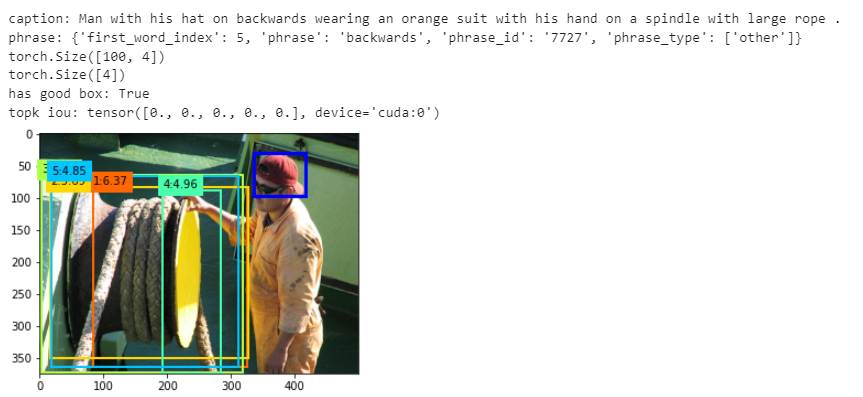 caption: Man with his hat on backwards wearing an orange suit with his hand on a spindle with large rope .
phrase: {'first_word_index': 5, 'phrase': 'backwards', 'phrase_id': '7727', 'phrase_type': ['other']}
torch.Size([100, 4])
torch.Size([4])
has good box: True
topk iou: tensor([0., 0., 0., 0., 0.], device='cuda:0')
0
50
5:4.85
1:6.37
4:4.96
100
150
200
250
300
350
0 100 200 300 400